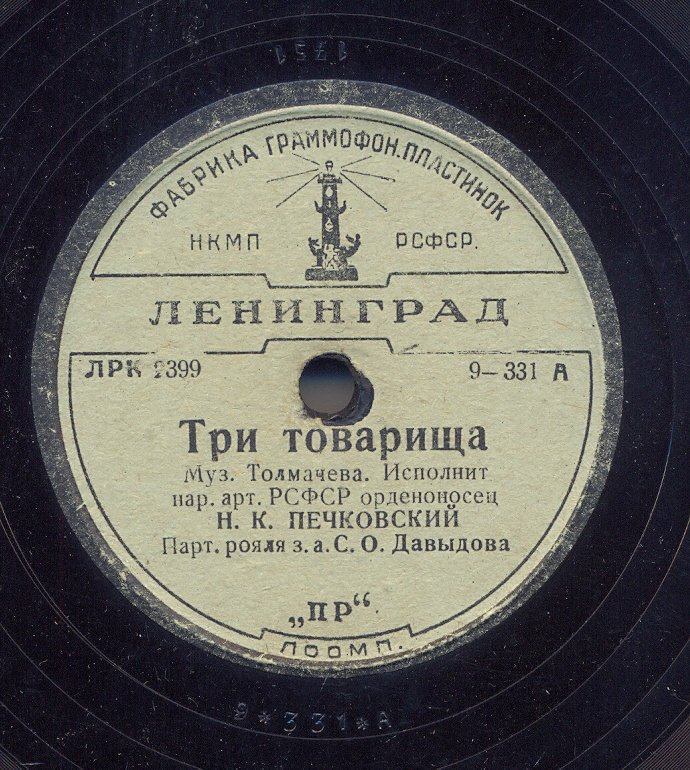 1751
ФАБРИКА ГРАММОФОН.ПЛАСТИНОК
НКМП РСФСР.
ЛЕНИНГРАД
ЛРК 2399 9–331 А
Три товарища
Муз. Толмачева. Исполнит
нар. арт. РСФСР орденоносец
Н. К. ПЕЧКОВСКИЙ
Парт. рояля з. а. С. О. Давыдова
„ПР“
ЛООМП.
9*331*А